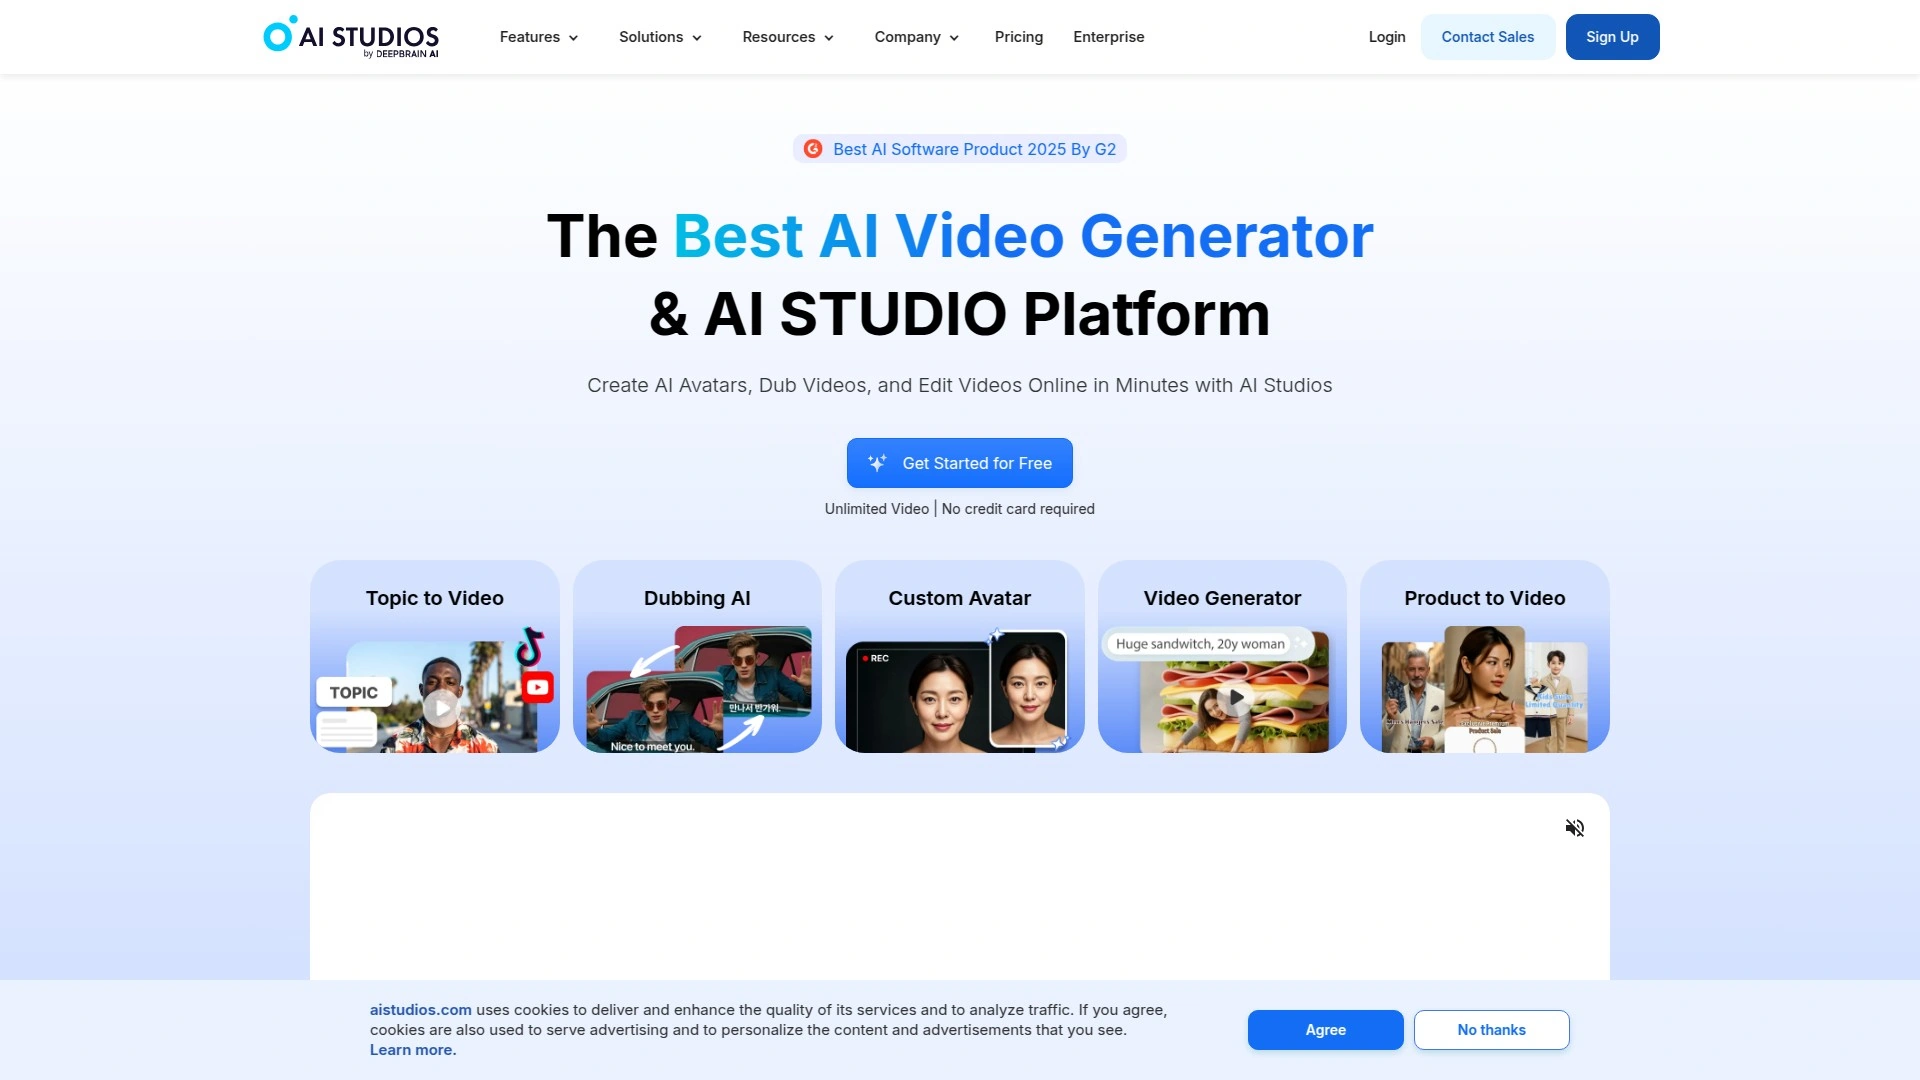 AI STUDIOS
by DEEPBRAIN AI
Features
Solutions
Resources
Company
Pricing
Enterprise
Login
Contact Sales
Sign Up
Best AI Software Product 2025 By G2
The Best AI Video Generator
& AI STUDIO Platform
Create AI Avatars, Dub Videos, and Edit Videos Online in Minutes with AI Studios
Get Started for Free
Unlimited Video | No credit card required
Topic to Video
TOPIC
Dubbing AI
만나서 반가워.
Nice to meet you.
Custom Avatar
REC
Video Generator
Huge sandwitch, 20y woman
Product to Video
Limited Quantity
Product Sale
aistudios.com uses cookies to deliver and enhance the quality of its services and to analyze traffic. If you agree,
cookies are also used to serve advertising and to personalize the content and advertisements that you see.
Learn more.
Agree
No thanks